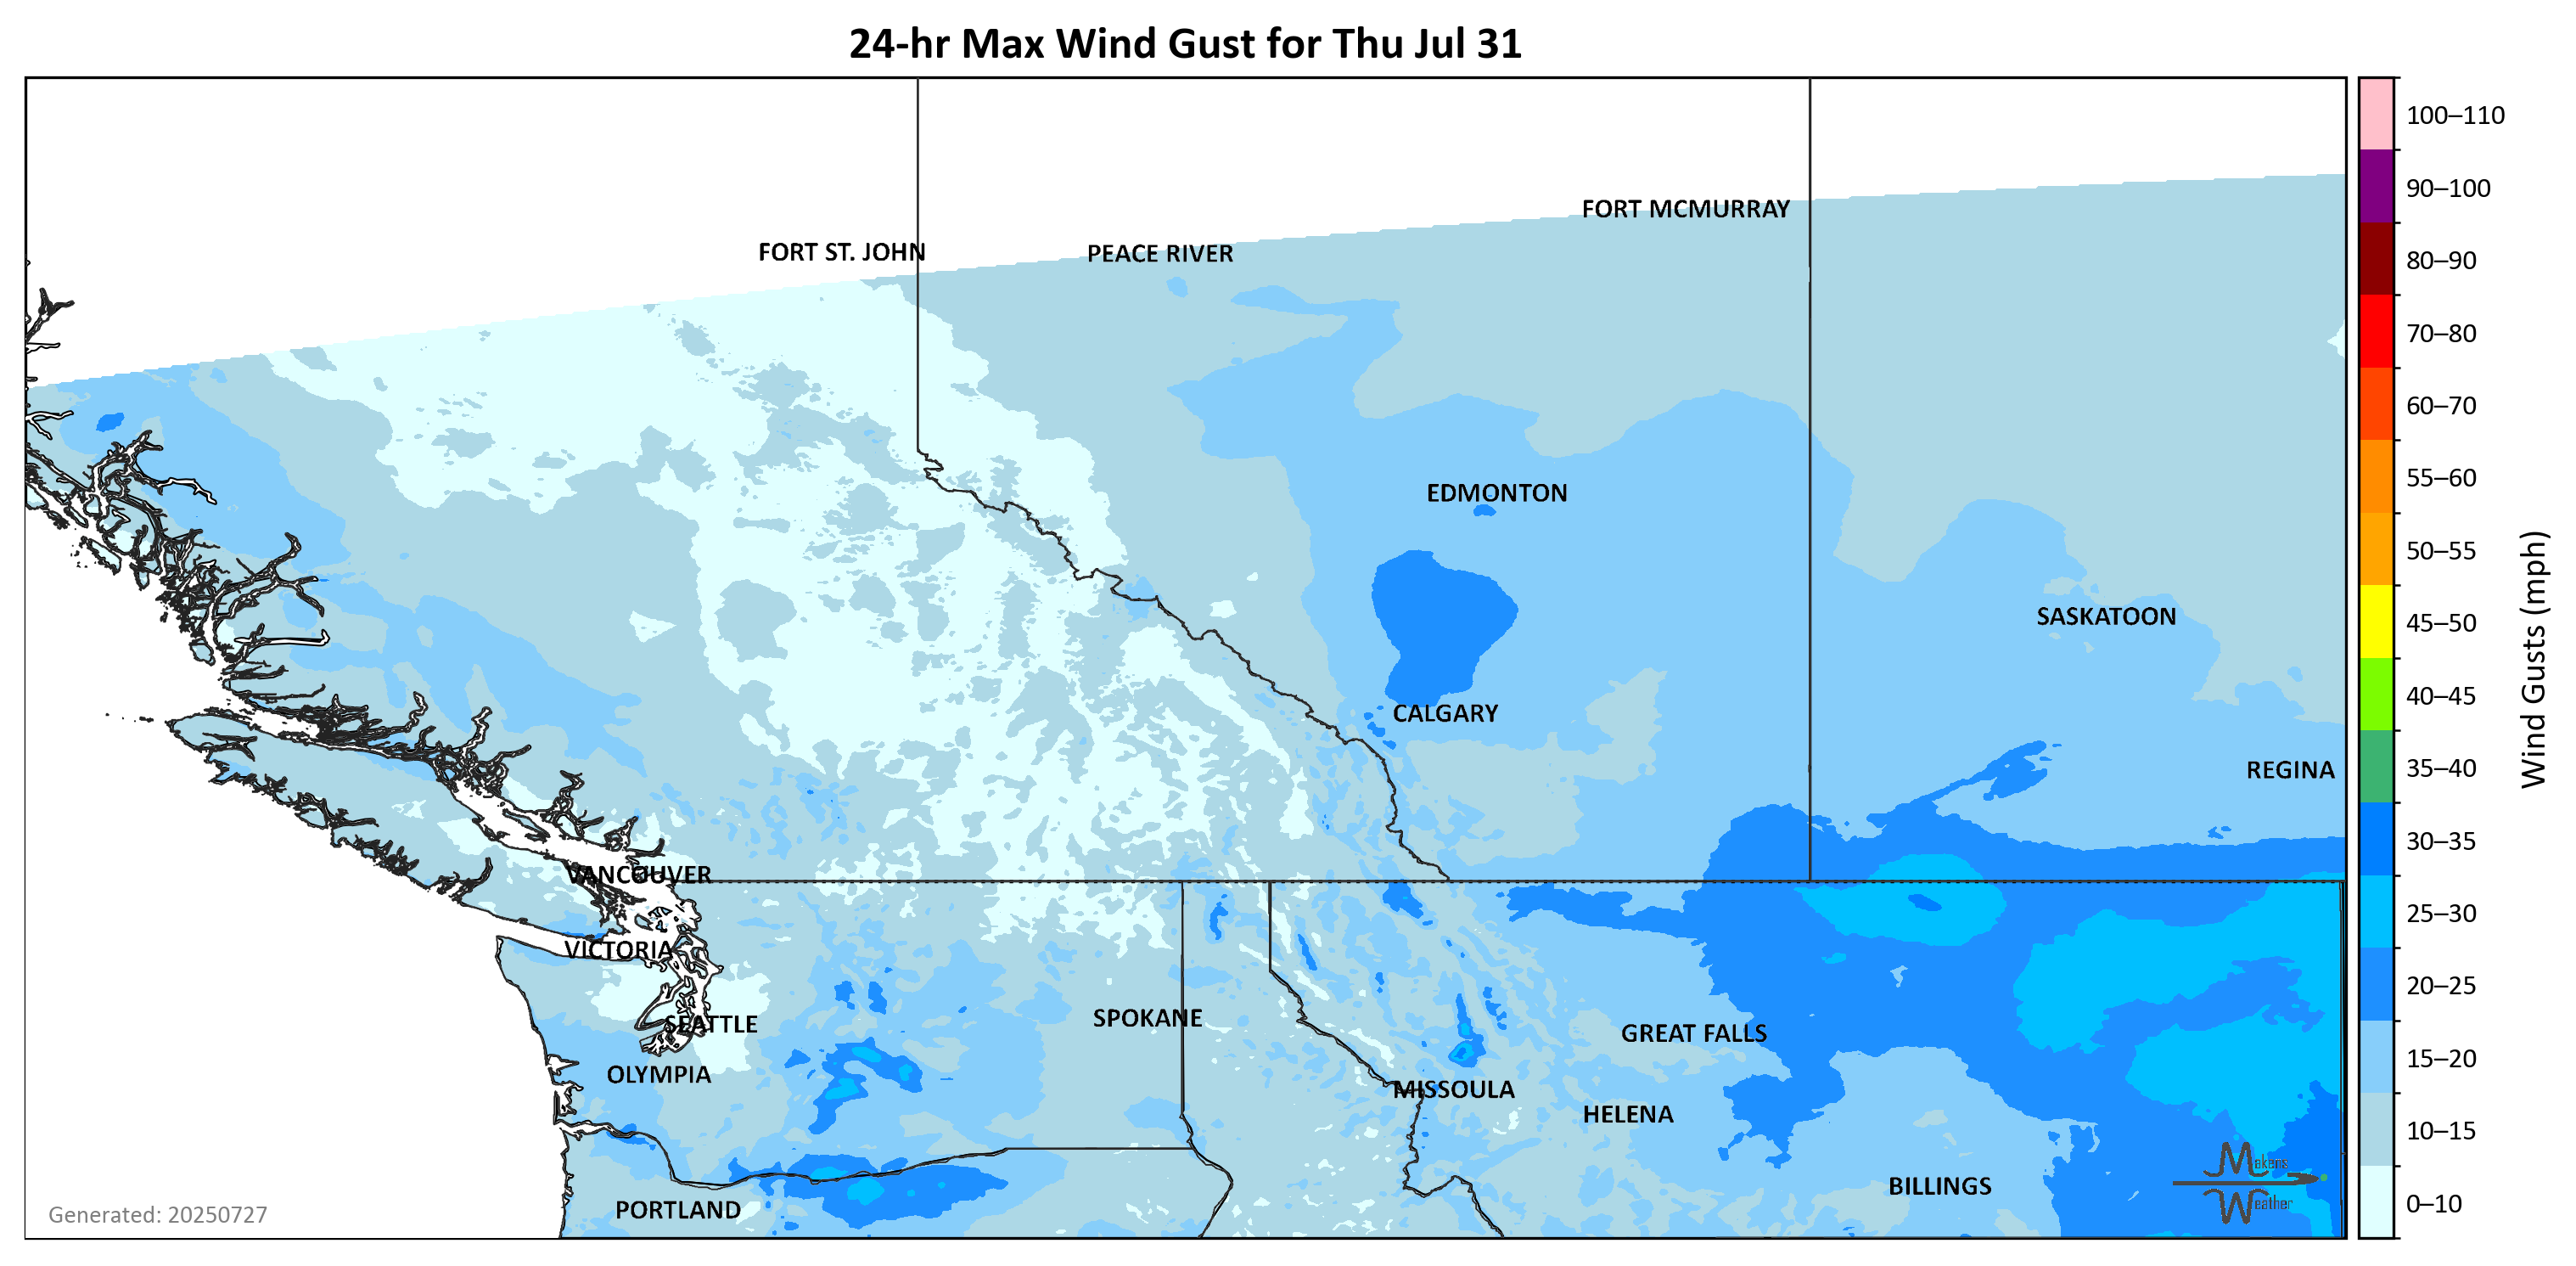 24-hr Max Wind Gust for Thu Jul 31
100–110
90–100
80–90
70–80
60–70
55–60
50–55
45–50
40–45
35–40
30–35
25–30
20–25
15–20
10–15
0–10
Wind Gusts (mph)
FORT MCMURRAY
FORT ST. JOHN
PEACE RIVER
EDMONTON
SASKATOON
CALGARY
REGINA
VANCOUVER
VICTORIA
SEATTLE
SPOKANE
GREAT FALLS
OLYMPIA
MISSOULA
HELENA
BILLINGS
PORTLAND
Makens
Weather
Generated: 20250727